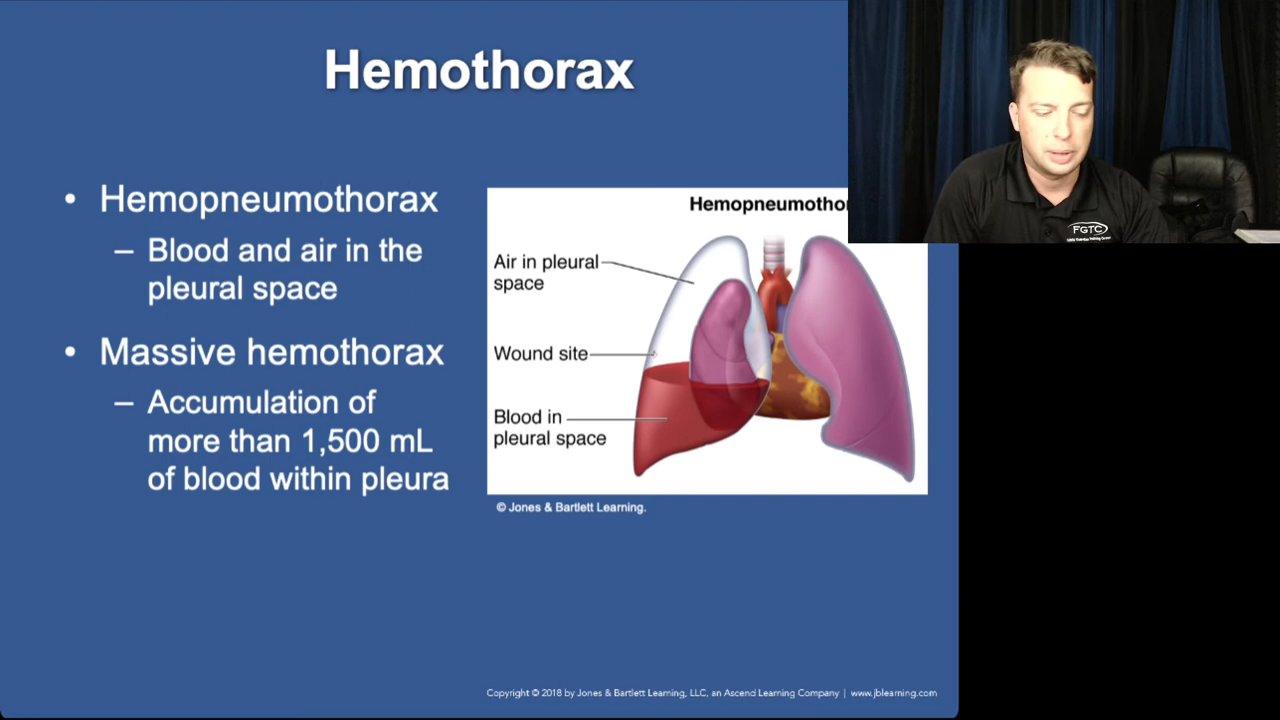 Hemothorax
• Hemopneumothorax
– Blood and air in the
pleural space
• Massive hemothorax
– Accumulation of
more than 1,500 mL
of blood within pleura
Hemopneumotho
Air in pleural
space
Wound site
Blood in
pleural space
© Jones & Bartlett Learning.
FGTC
Copyright © 2018 by Jones & Bartlett Learning, LLC, an Ascend Learning Company | www.jblearning.com